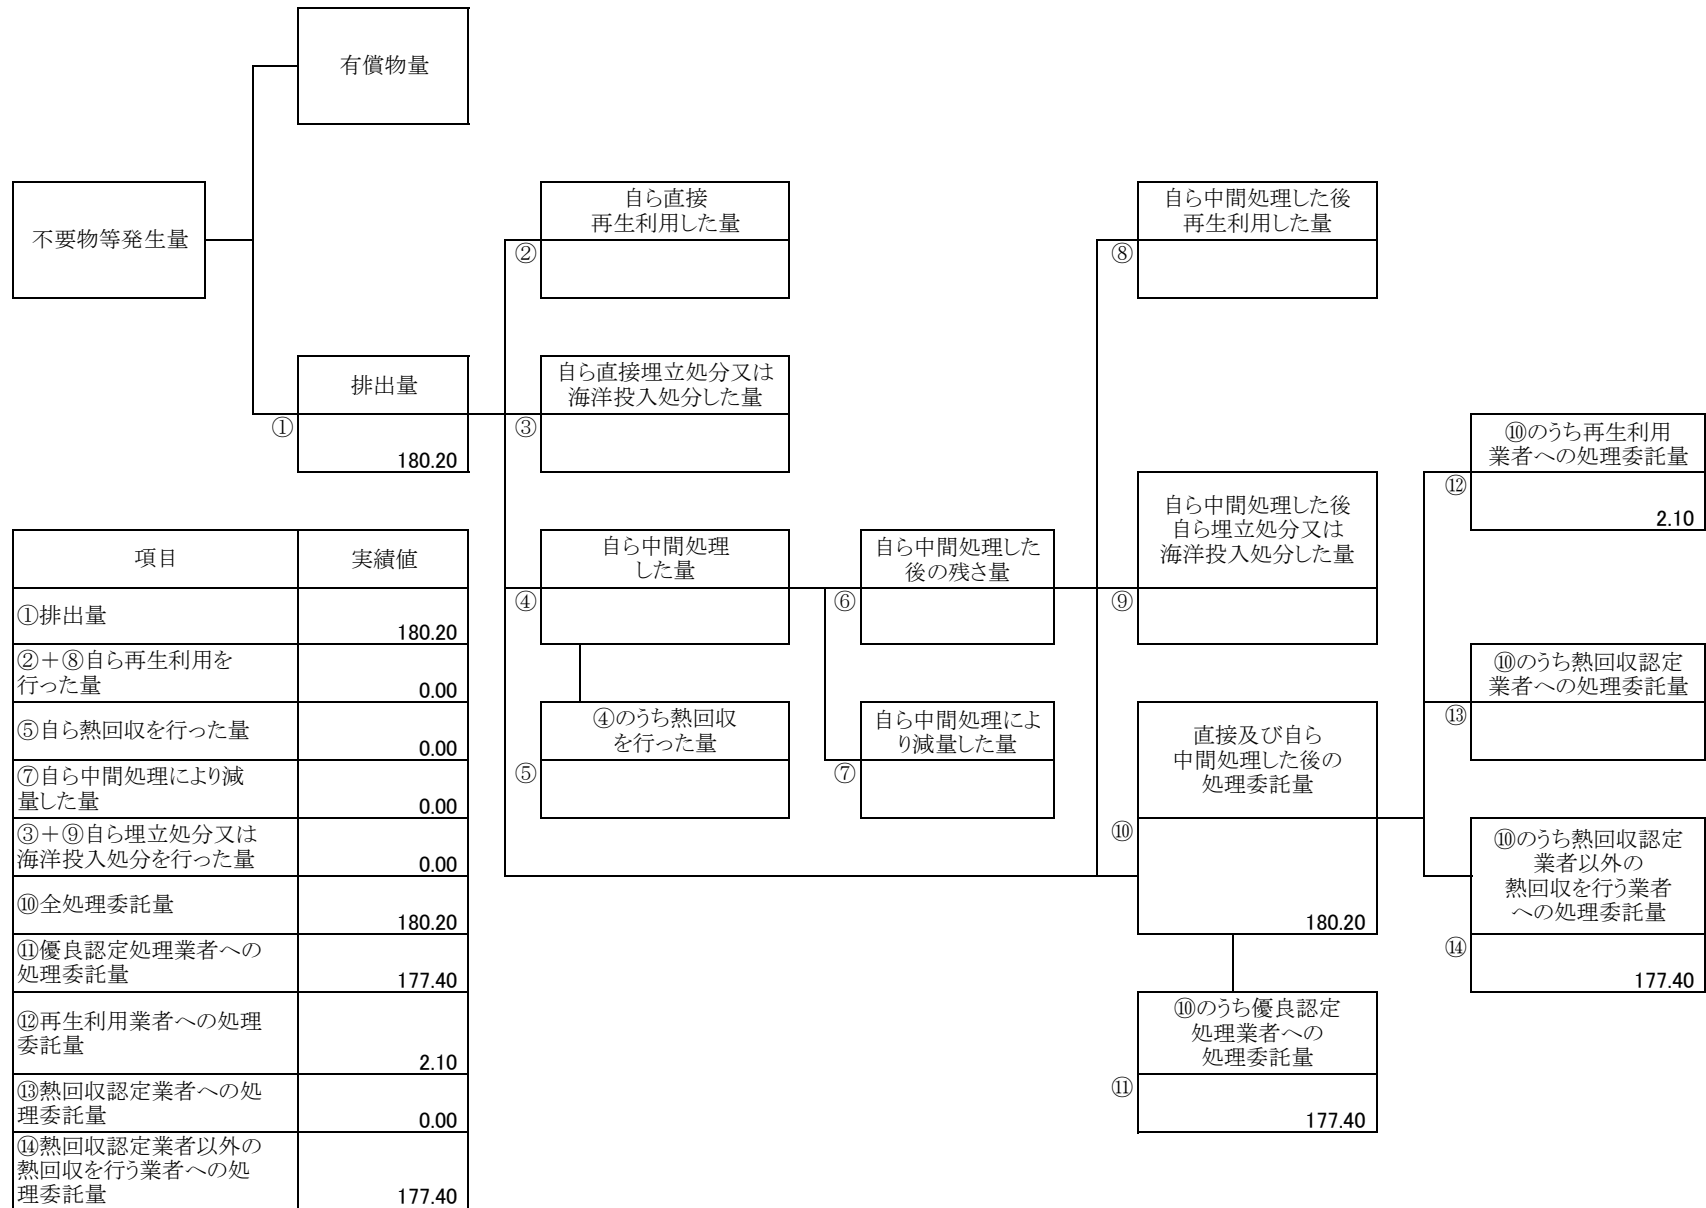 有償物量
不要物等発生量
自ら直接
再生利用した量
②
自ら中間処理した後
再生利用した量
⑧
排出量
①
180.20
自ら直接埋立処分又は
海洋投入処分した量
③
⑩のうち再生利用
業者への処理委託量
⑫
2.10
自ら中間処理した後
自ら埋立処分又は
海洋投入処分した量
⑨
自ら中間処理
した量
④
自ら中間処理した
後の残さ量
⑥
⑩のうち熱回収認定
業者への処理委託量
⑬
④のうち熱回収
を行った量
⑤
自ら中間処理によ
り減量した量
⑦
直接及び自ら
中間処理した後の
処理委託量
⑩
180.20
⑩のうち熱回収認定
業者以外の
熱回収を行う業者
への処理委託量
⑭
177.40
⑩のうち優良認定
処理業者への
処理委託量
⑪
177.40
項目 実績値
①排出量
180.20
②＋⑧自ら再生利用を
行った量 0.00
⑤自ら熱回収を行った量
0.00
⑦自ら中間処理により減
量した量 0.00
③＋⑨自ら埋立処分又は
海洋投入処分を行った量 0.00
⑩全処理委託量
180.20
⑪優良認定処理業者への
処理委託量 177.40
⑫再生利用業者への処理
委託量
2.10
⑬熱回収認定業者への処
理委託量 0.00
⑭熱回収認定業者以外の
熱回収を行う業者への処
理委託量 177.40